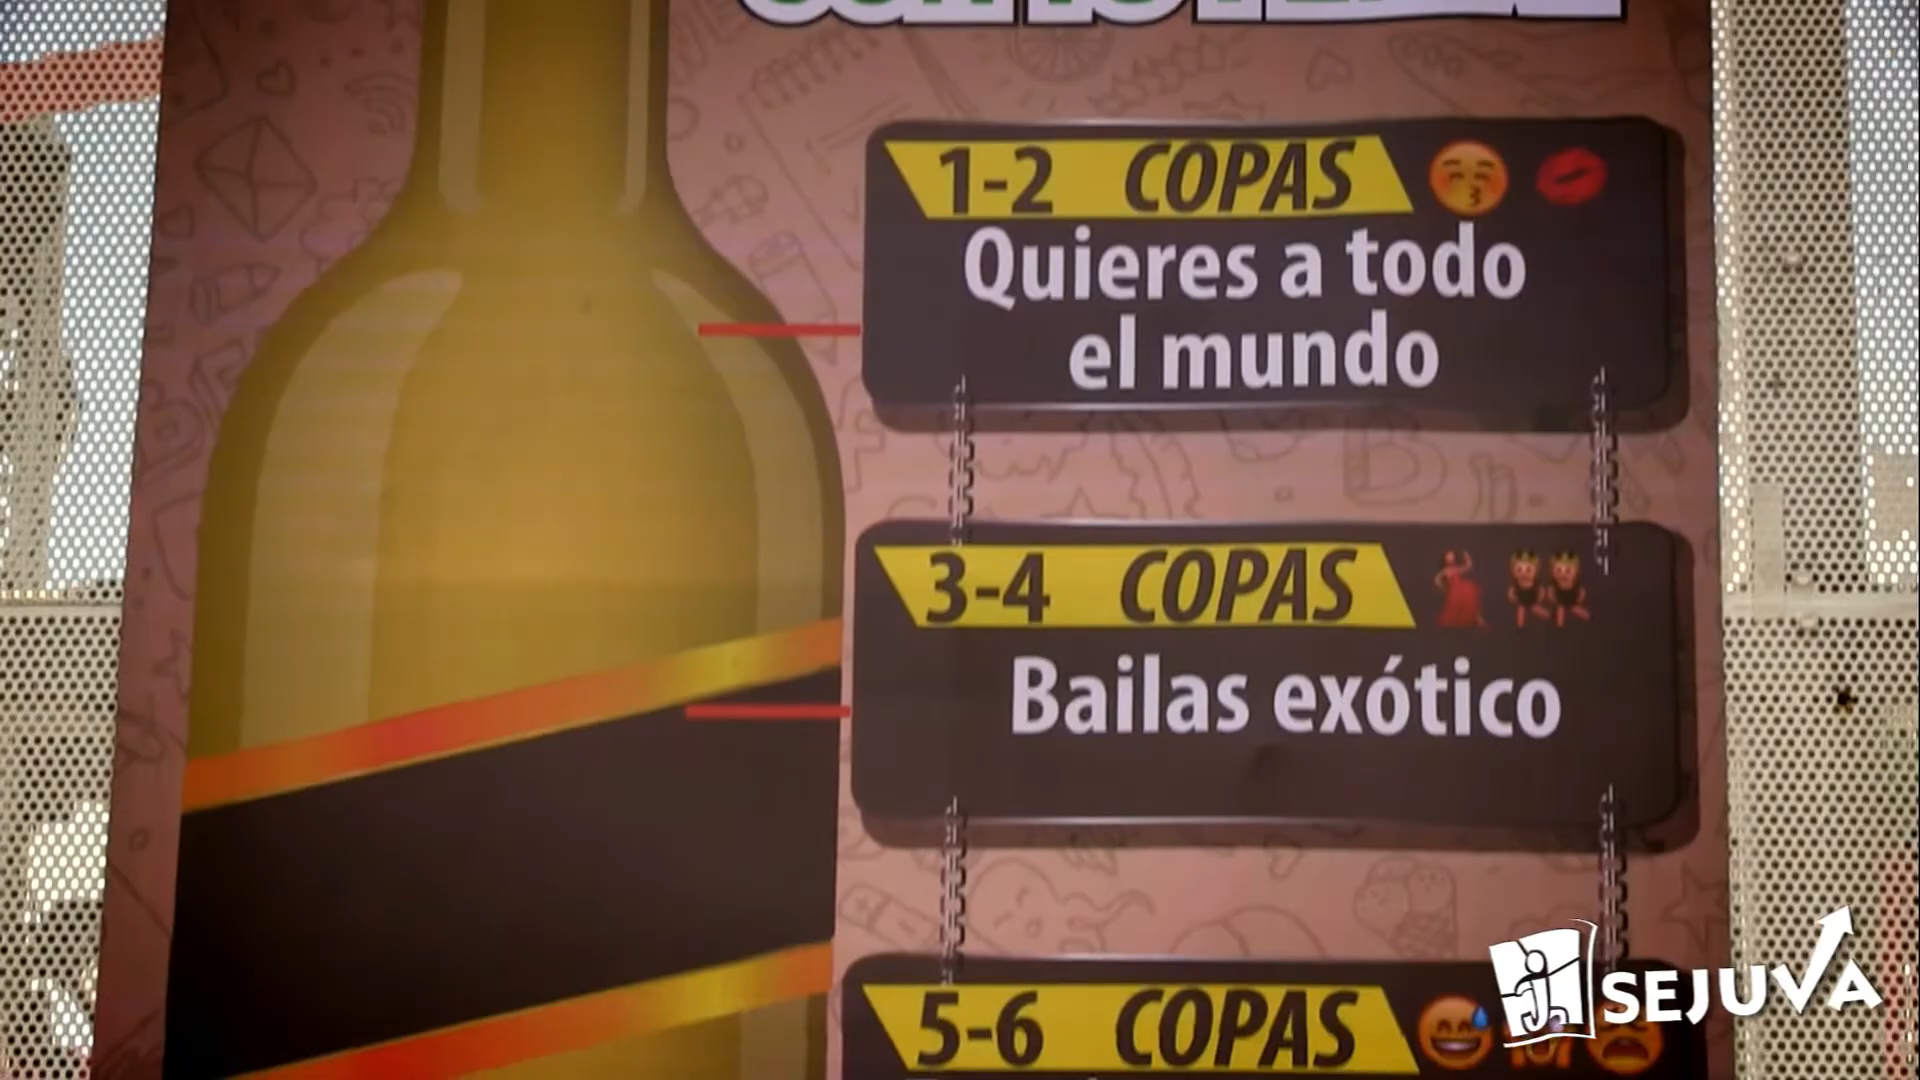 1-2 COPAS
Quieres a todo
el mundo
3-4 COPAS
Bailas exótico
5-6 COPAS
SEJUVA